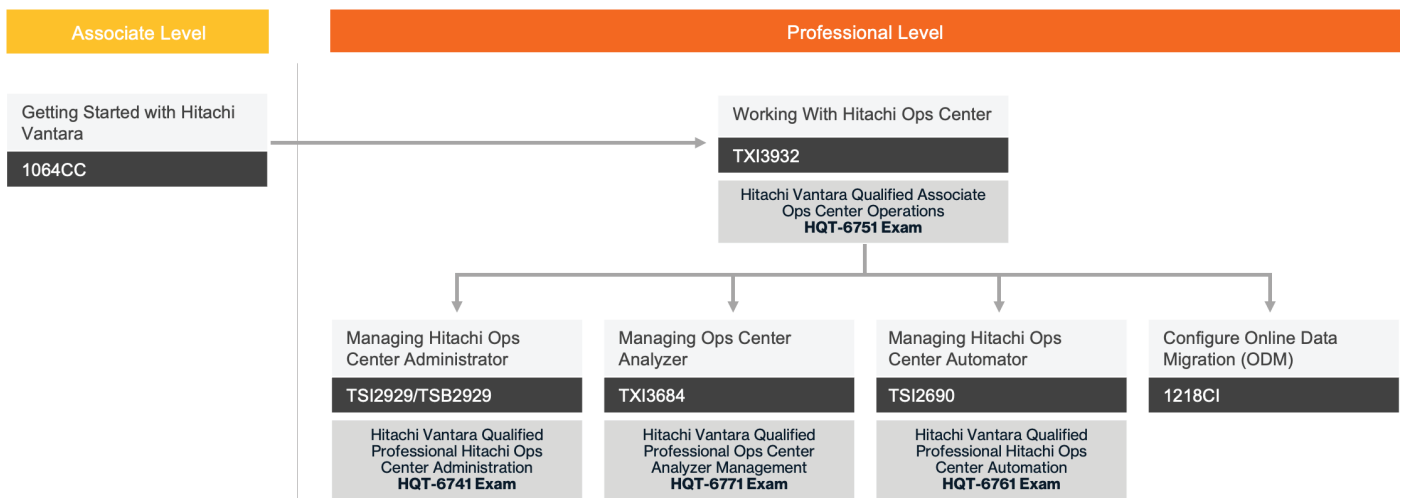 Associate Level
Professional Level
Getting Started with Hitachi
Vantara
1064CC
Working With Hitachi Ops Center
TXI3932
Hitachi Vantara Qualified Associate
Ops Center Operations
HQT-6751 Exam
Managing Hitachi Ops
Center Administrator
TSI2929/TSB2929
Hitachi Vantara Qualified
Professional Hitachi Ops
Center Administration
HQT-6741 Exam
Managing Ops Center
Analyzer
TXI3684
Hitachi Vantara Qualified
Professional Ops Center
Analyzer Management
HQT-6771 Exam
Managing Hitachi Ops
Center Automator
TSI2690
Hitachi Vantara Qualified
Professional Hitachi Ops
Center Automation
HQT-6761 Exam
Configure Online Data
Migration (ODM)
1218CI